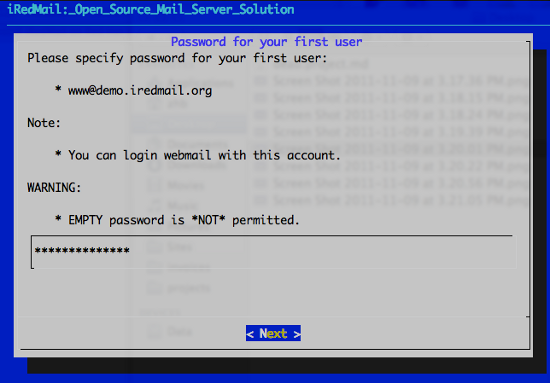 iRedMail:_Open_Source_Mail_Server_Solution
Password for your first user
Please specify password for your first user:
* www@demo.iredmail.org
Note:
* You can login webmail with this account.
WARNING:
* EMPTY password is *NOT* permitted.
**************
< Next >